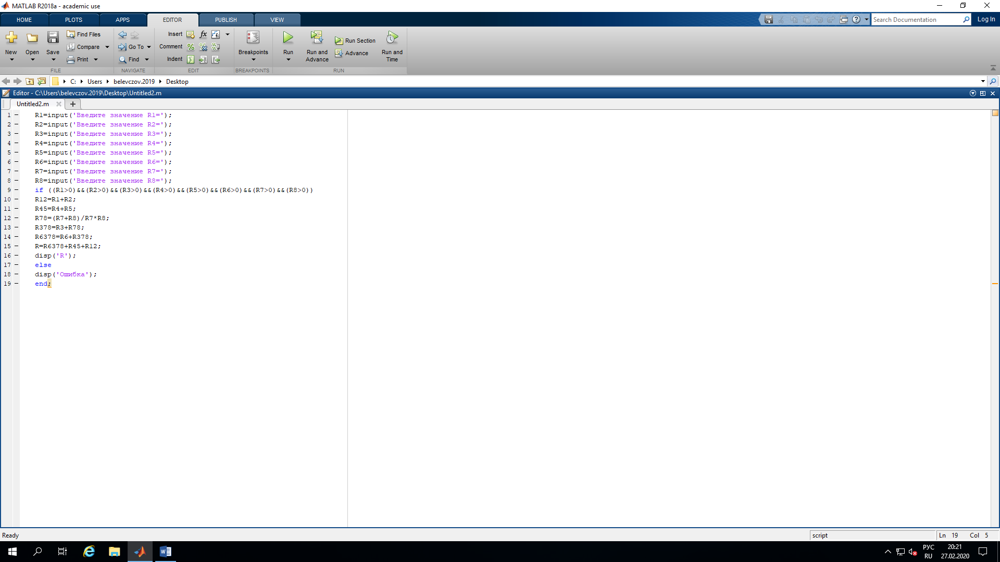 MATLAB R2018a - academic use
HOME PLOTS APPS EDITOR PUBLISH VIEW Search Documentation Log In
New Open Save Find Files Compare Print
Go To Find
Insert fx
Comment
Indent
Breakpoints Run Run and Advance Run Section Advance Run and Time
FILE NAVIGATE EDIT BREAKPOINTS RUN
C: Users belevczov.2019 Desktop
Editor - C:\Users\belevczov.2019\Desktop\Untitled2.m
Untitled2.m
1 R1=input('Введите значение R1=');
2 R2=input('Введите значение R2=');
3 R3=input('Введите значение R3=');
4 R4=input('Введите значение R4=');
5 R5=input('Введите значение R5=');
6 R6=input('Введите значение R6=');
7 R7=input('Введите значение R7=');
8 R8=input('Введите значение R8=');
9 if ((R1>0)&&(R2>0)&&(R3>0)&&(R4>0)&&(R5>0)&&(R6>0)&&(R7>0)&&(R8>0))
10 R12=R1+R2;
11 R45=R4+R5;
12 R78=(R7+R8)/R7*R8;
13 R378=R3+R78;
14 R6378=R6+R378;
15 R=R6378+R45+R12;
16 disp('R');
17 else
18 disp('Ошибка');
19 end;
Ready script Ln 19 Col 5
РУС 20:21
RU 27.02.2020